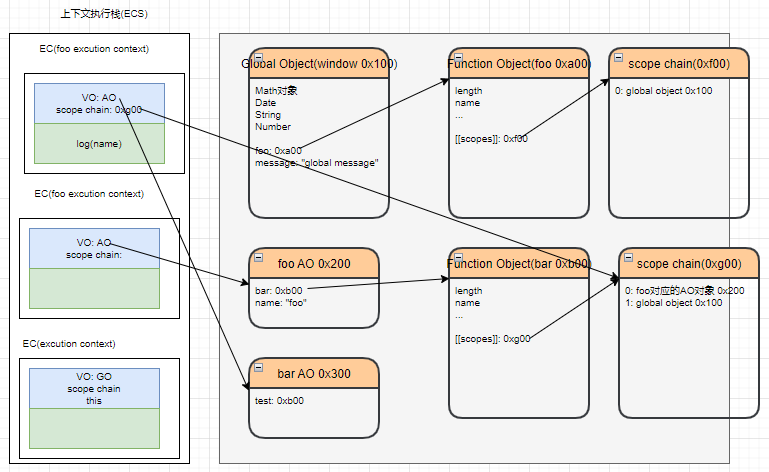 上下文执行栈(ECS)
EC(foo excution context)
VO: AO
scope chain: 0xg00
log(name)
EC(foo excution context)
VO: AO
scope chain:
EC(excution context)
VO: GO
scope chain
this
Global Object(window 0x100)
Math对象
Date
String
Number
foo: 0xa00
message: "global message"
Function Object(foo 0xa00)
length
name
...
[[scopes]]: 0xf00
scope chain(0xf00)
0: global object 0x100
foo AO 0x200
bar: 0xb00
name: "foo"
Function Object(bar 0xb00)
length
name
...
[[scopes]]: 0xg00
scope chain(0xg00)
0: foo对应的AO对象 0x200
1: global object 0x100
bar AO 0x300
test: 0xb00